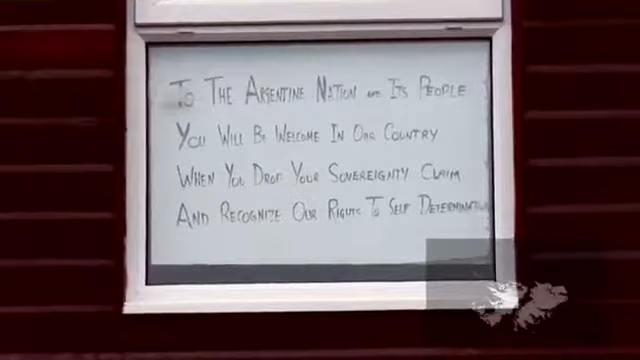 To The Argentine Nation and Its People
You Will Be Welcome In Our Country
When You Drop Your Sovereignty Claim
And Recognize Our Rights To Self Determination